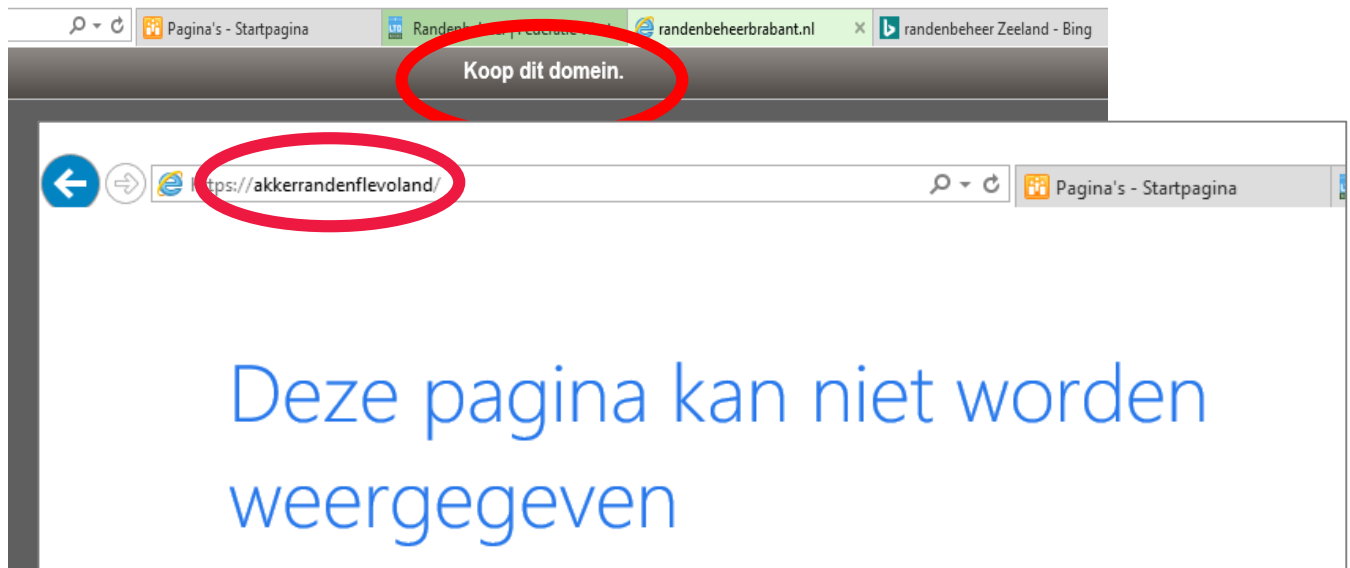 Pagina's - Startpagina
randenbeheerbrabant.nl
randenbeheer Zeeland - Bing
Koop dit domein.
https://akkerrandenflevoland/
Pagina's - Startpagina
Deze pagina kan niet worden
weergegeven